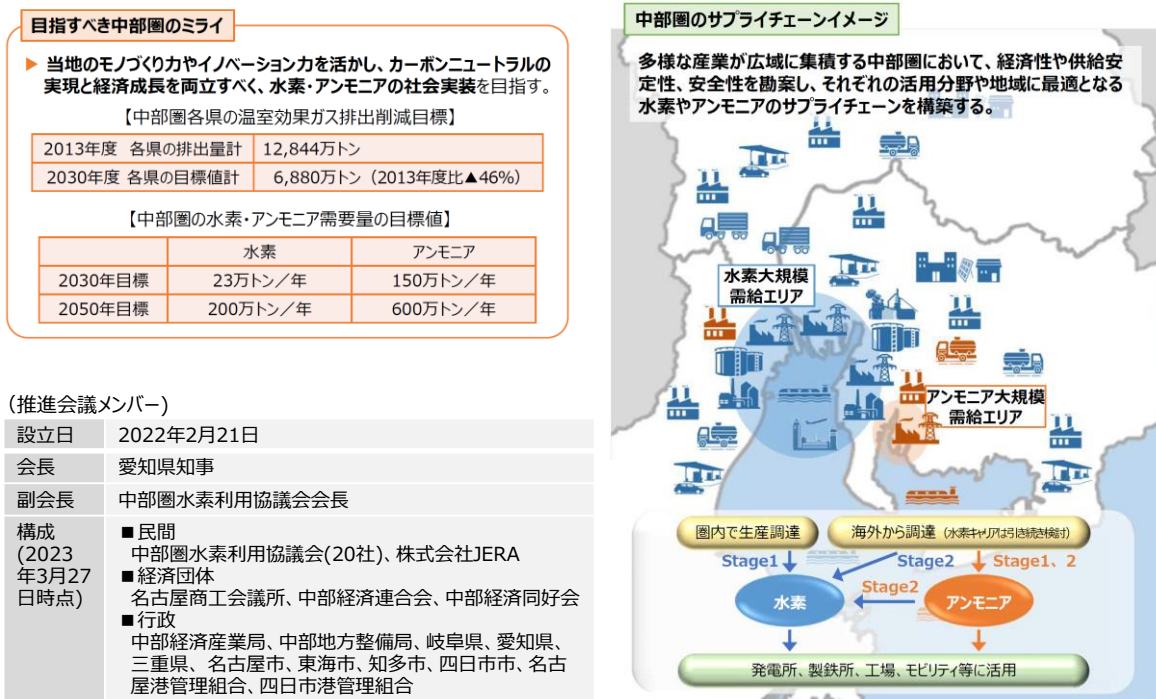 目指すべき中部圏のミライ
▶ 当地のモノづくり力やイノベーション力を活かし、カーボンニュートラルの
実現と経済成長を両立すべく、水素・アンモニアの社会実装を目指す。
【中部圏各県の温室効果ガス排出削減目標】
2013年度 各県の排出量計 12,844万トン
2030年度 各県の目標値計 6,880万トン（2013年度比▲46%）
【中部圏の水素・アンモニア需要量の目標値】
水素 アンモニア
2030年目標 23万トン／年 150万トン／年
2050年目標 200万トン／年 600万トン／年
（推進会議メンバー）
設立日 2022年2月21日
会長 愛知県知事
副会長 中部圏水素利用協議会会長
構成
(2023
年3月27
日時点)
■民間
中部圏水素利用協議会(20社)、株式会社JERA
■経済団体
名古屋商工会議所、中部経済連合会、中部経済同好会
■行政
中部経済産業局、中部地方整備局、岐阜県、愛知県、
三重県、名古屋市、東海市、知多市、四日市市、名古
屋港管理組合、四日市港管理組合
中部圏のサプライチェーンイメージ
多様な産業が広域に集積する中部圏において、経済性や供給安
定性、安全性を勘案し、それぞれの活用分野や地域に最適となる
水素やアンモニアのサプライチェーンを構築する。
水素大規模
需給エリア
アンモニア大規模
需給エリア
圏内で生産調達
海外から調達（水素キャリアは引き続き検討）
Stage1
Stage2
Stage1、2
水素
Stage2
アンモニア
発電所、製鉄所、工場、モビリティ等に活用